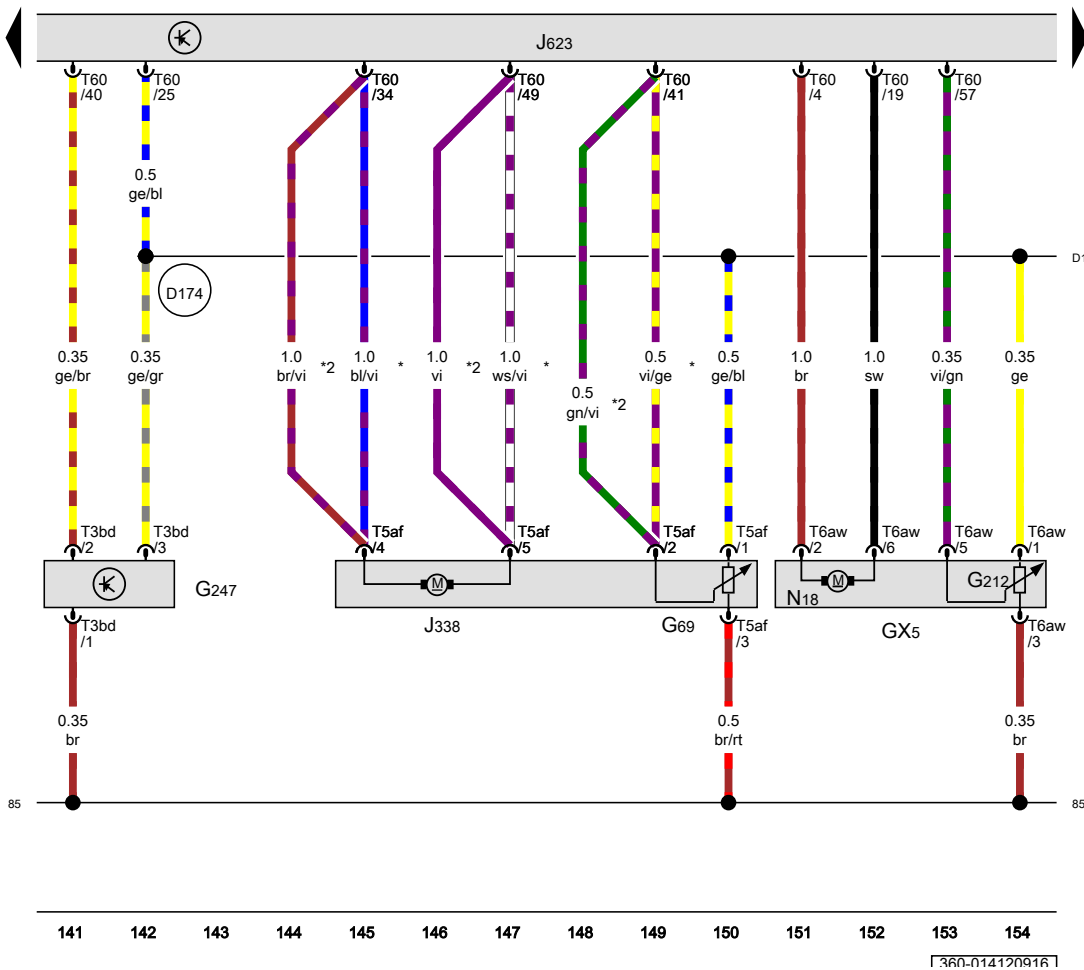 J623
T60
/40
T60
/25
T60
/34
T60
/49
T60
/41
T60
/4
T60
/19
T60
/57
0.5
ge/bl
D174
D1
0.35
ge/br
0.35
ge/gr
1.0
br/vi
*2
1.0
bl/vi
*
1.0
vi
*2
1.0
ws/vi
*
0.5
gn/vi
*2
0.5
vi/ge
*
0.5
ge/bl
1.0
br
1.0
sw
0.35
vi/gn
0.35
ge
T3bd
/2
T3bd
/3
T5af
/4
T5af
/5
T5af
/2
T5af
/1
T6aw
/2
T6aw
/6
T6aw
/5
T6aw
/1
G247
M
M
N18
G212
J338
G69
GX5
T3bd
/1
T5af
/3
T6aw
/3
0.35
br
0.5
br/rt
0.35
br
85
85
141 142 143 144 145 146 147 148 149 150 151 152 153 154
360-014120916